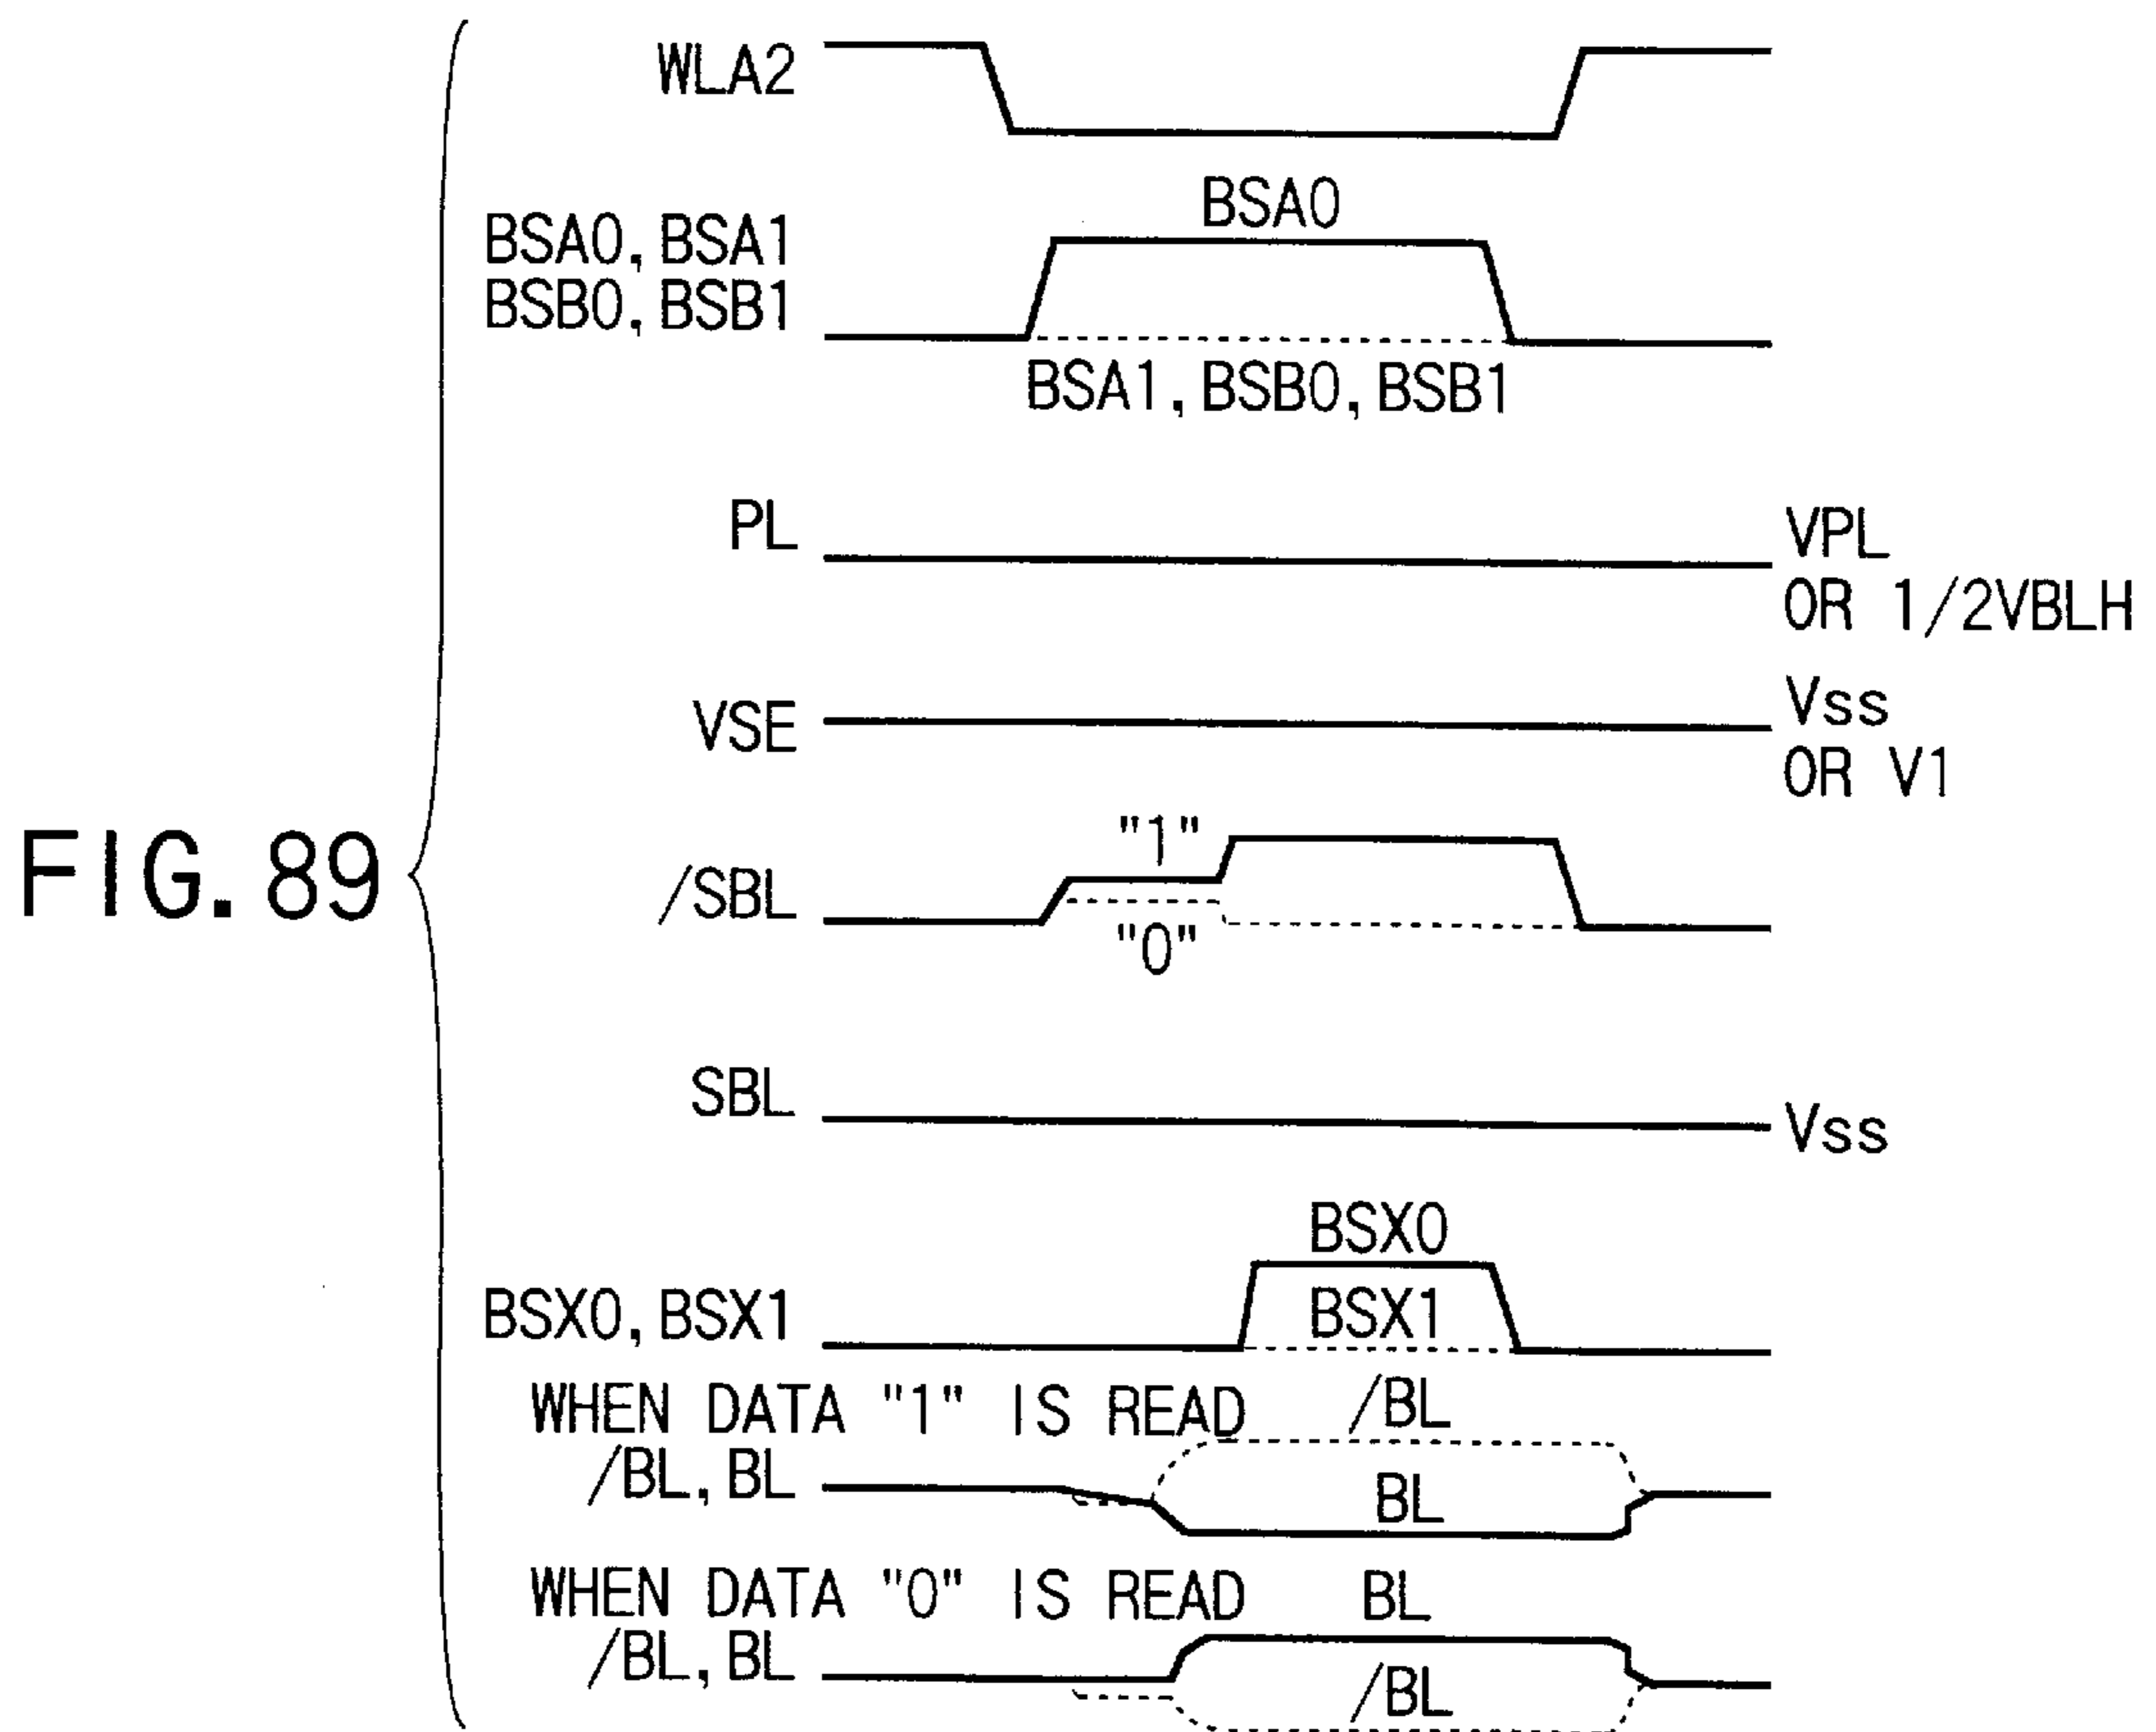 FIG. 89
WLA2
BSA0
BSA0, BSA1
BSB0, BSB1
BSA1, BSB0, BSB1
PL
VPL
OR 1/2VBLH
VSE
Vss
OR V1
"1"
/SBL
"0"
SBL
Vss
BSX0
BSX0, BSX1
BSX1
WHEN DATA "1" IS READ
/BL
/BL, BL
BL
WHEN DATA "0" IS READ
BL
/BL, BL
/BL